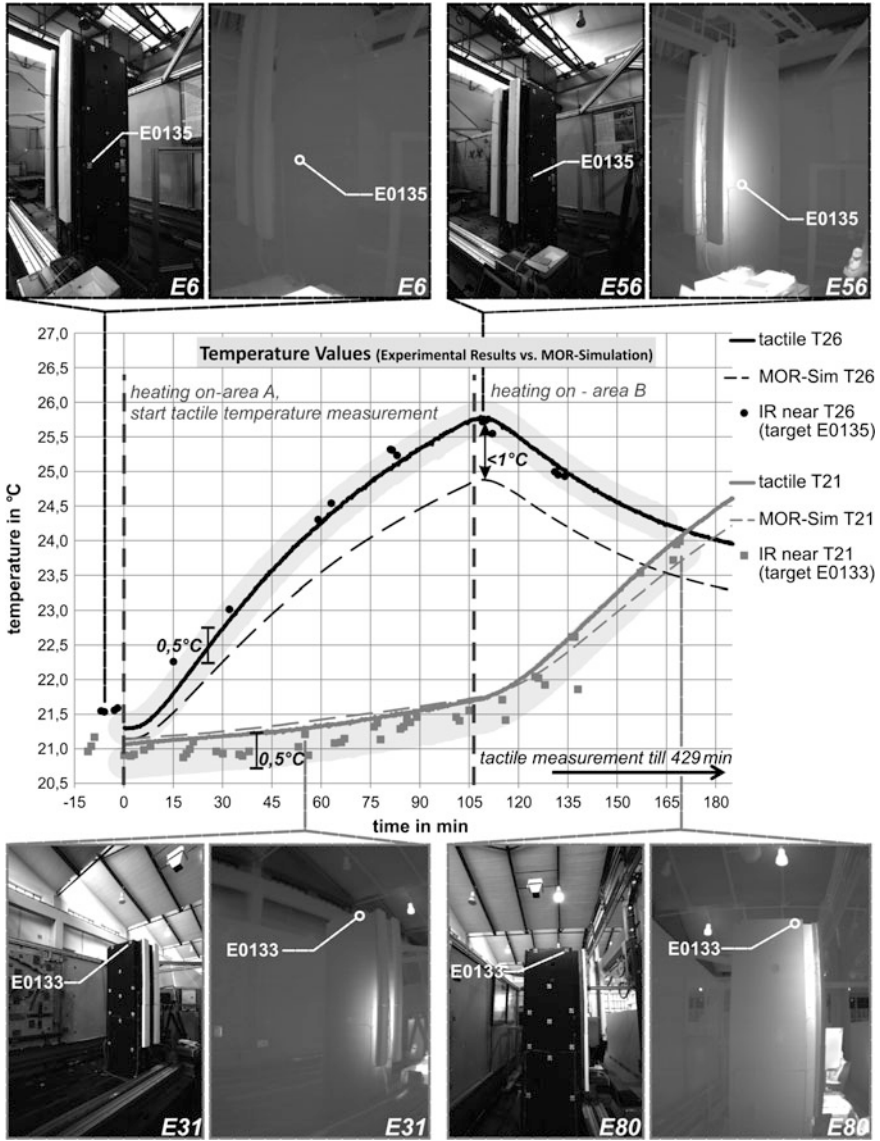 E0135
E0135
E6
E6
E0135
E0135
E56
E56
Temperature Values (Experimental Results vs. MOR-Simulation)
heating on-area A,
start tactile temperature measurement
heating on - area B
<1°C
0,5°C
0,5°C
tactile measurement till 429 min
temperature in °C
27,0
26,5
26,0
25,5
25,0
24,5
24,0
23,5
23,0
22,5
22,0
21,5
21,0
20,5
-15 0 15 30 45 60 75 90 105 120 135 150 165 180
time in min
tactile T26
MOR-Sim T26
IR near T26
(target E0135)
tactile T21
MOR-Sim T21
IR near T21
(target E0133)
E0133
E0133
E31
E31
E0133
E0133
E80
E80